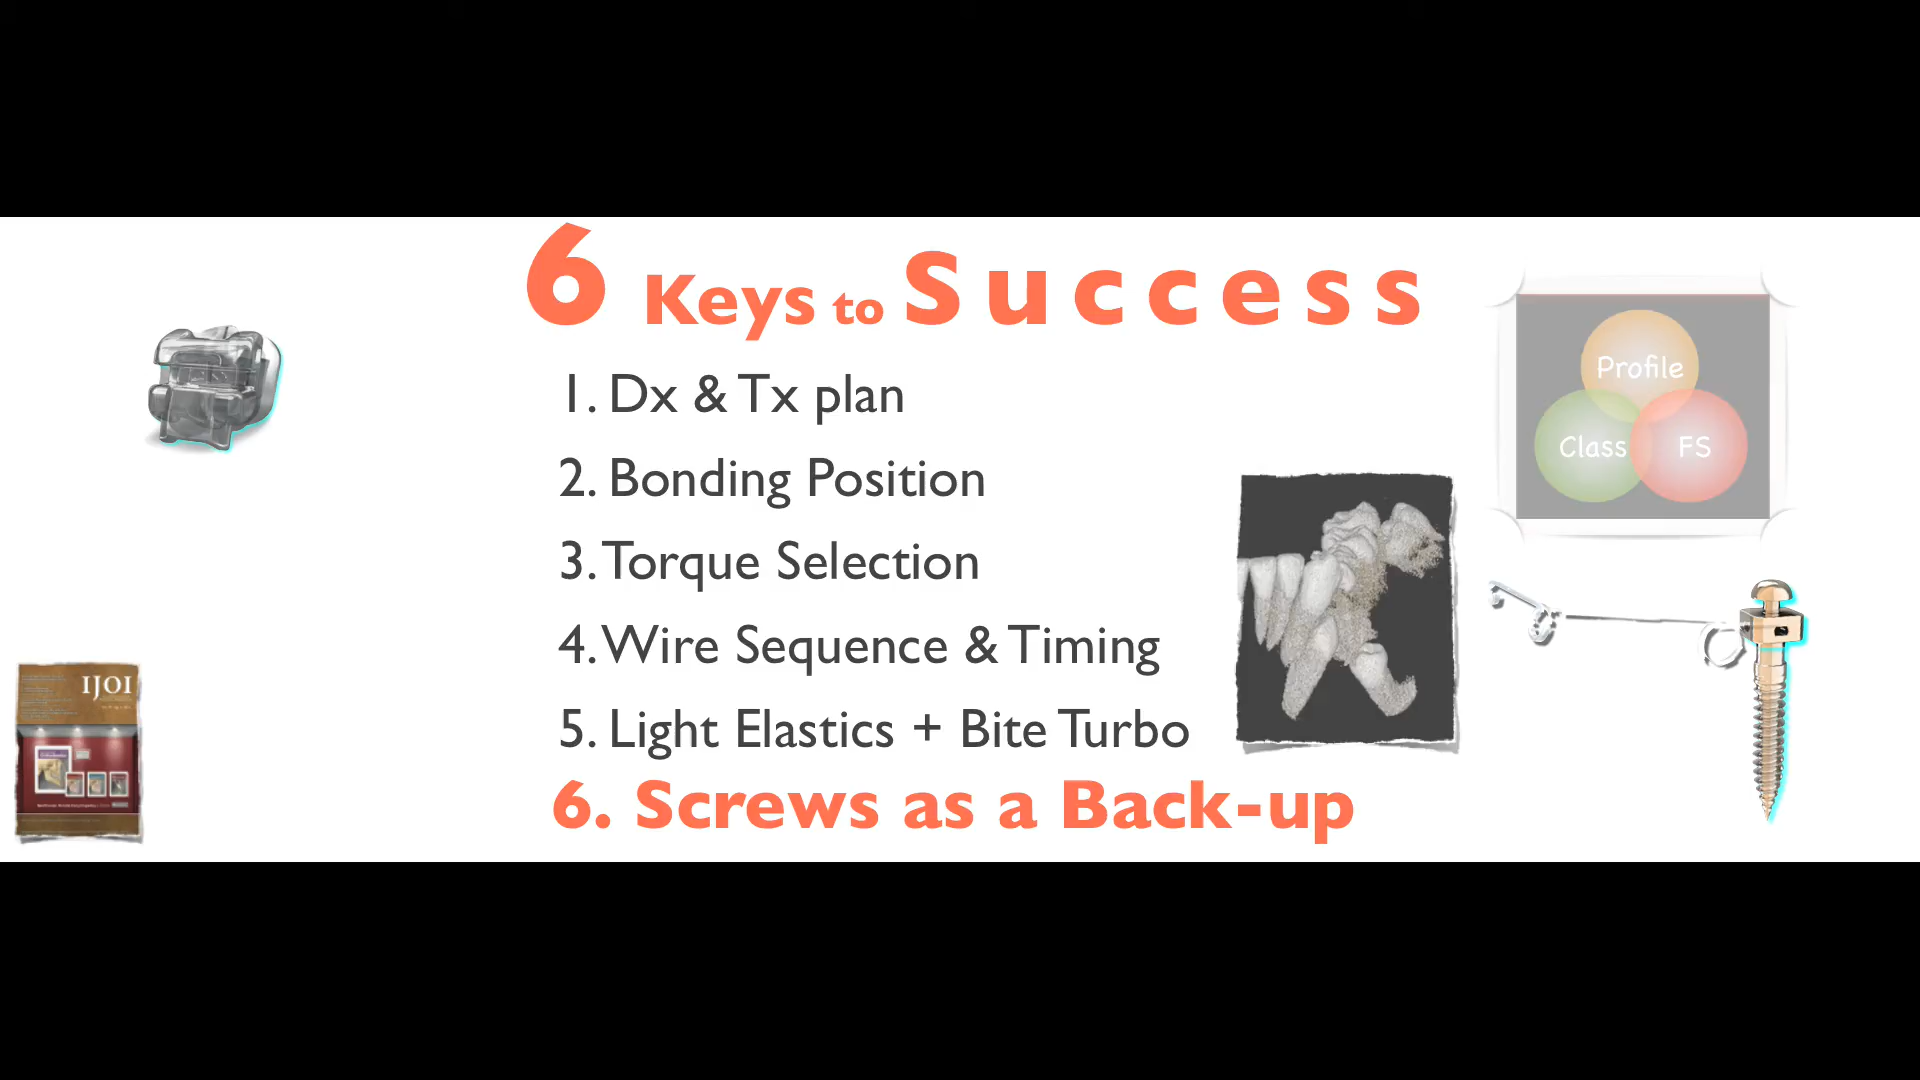 6 Keys to Success
1. Dx & Tx plan
2. Bonding Position
3. Torque Selection
4. Wire Sequence & Timing
5. Light Elastics + Bite Turbo
6. Screws as a Back-up
Profile
Class
FS
IJOI